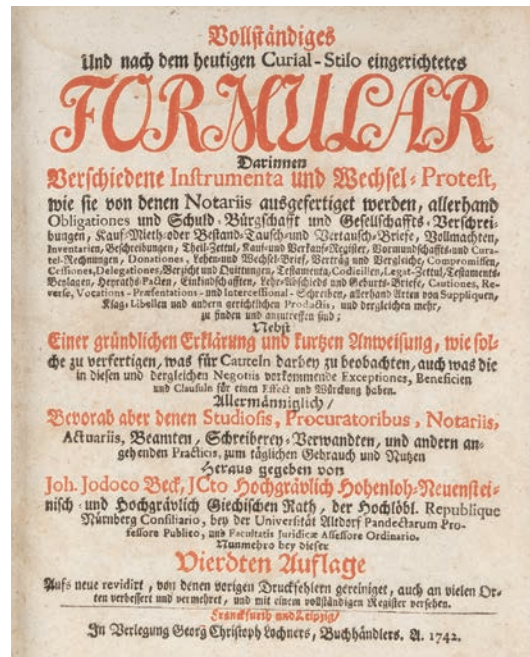 Vollständiges
Und nach dem heutigen Curial-Stilo eingerichtetes
FORMULAR
Darinnen
Verschiedene Instrumenta und Wechsel-Protest,
wie sie von denen Notariis ausgefertiget werden, allerhand
Obligationes und Schuld-Bürgschafft und Gesellschaffts-Verschrei-
bungen, Kauf-Mieth- oder Bestand-Tausch-und Vertausch-Briefe, Vollmachten,
Inventarien, Beschreibungen, Theil-Zettul, Kauf-und Verkauf-Register, Vormundschaffts-und Cura-
tel-Rechnungen, Donationes, Lehen-und Wechsel-Brief, Verträg und Vergleiche, Compromissen,
Cessiones, Delegationes, Verzicht und Quittungen, Testamenta, Codicillen, Legat-Zettul, Testaments-
Beylagen, Heyraths-Pacten, Einkindschafften, Lehr-Abschieds und Geburts-Briefe, Cautiones, Re-
verse, Vocations-Præsentations-und Intercessional-Schreiben, allerhand Arten von Suppliquen,
Klag-Libellen und andern gerichtlichen Productis, und dergleichen mehr,
zu finden und anzutreffen sind;
Nebst
Einer gründlichen Erklärung und kurtzen Anweisung, wie sol-
che zu verfertigen, was für Cauteln darbey zu beobachten, auch was die
in diesen und dergleichen Negotiis vorkommende Exceptiones, Beneficien
und Clausuln für einen Effect und Würckung haben.
Allermänniglich/
Bevorab aber denen Studiosis, Procuratoribus, Notariis,
Actuariis, Beamten, Schreiberey-Verwandten, und andern an-
gehenden Practicis, zum täglichen Gebrauch und Nutzen
Heraus gegeben von
Joh. Jodoco Beck, JCto Hochgrävlich Hohenloh-Neuenstei-
nisch-und Hochgrävlich Giechischen Rath, der Hochlöbl. Republique
Nürnberg Consiliario, bey der Universität Altdorf Pandectarum Pro-
fessore Publico, und Facultatis Juridicæ Assessore Ordinario.
Nunmehro bey dieser
Vierdten Auflage
Aufs neue revidirt, von denen vorigen Druckfehlern gereiniget, auch an vielen Or-
ten verbessert und vermehret, und mit einem vollständigen Register versehen.
Franckfurth und Leipzig/
In Verlegung Georg Christoph Lochners, Buchhändlers. A. 1742.